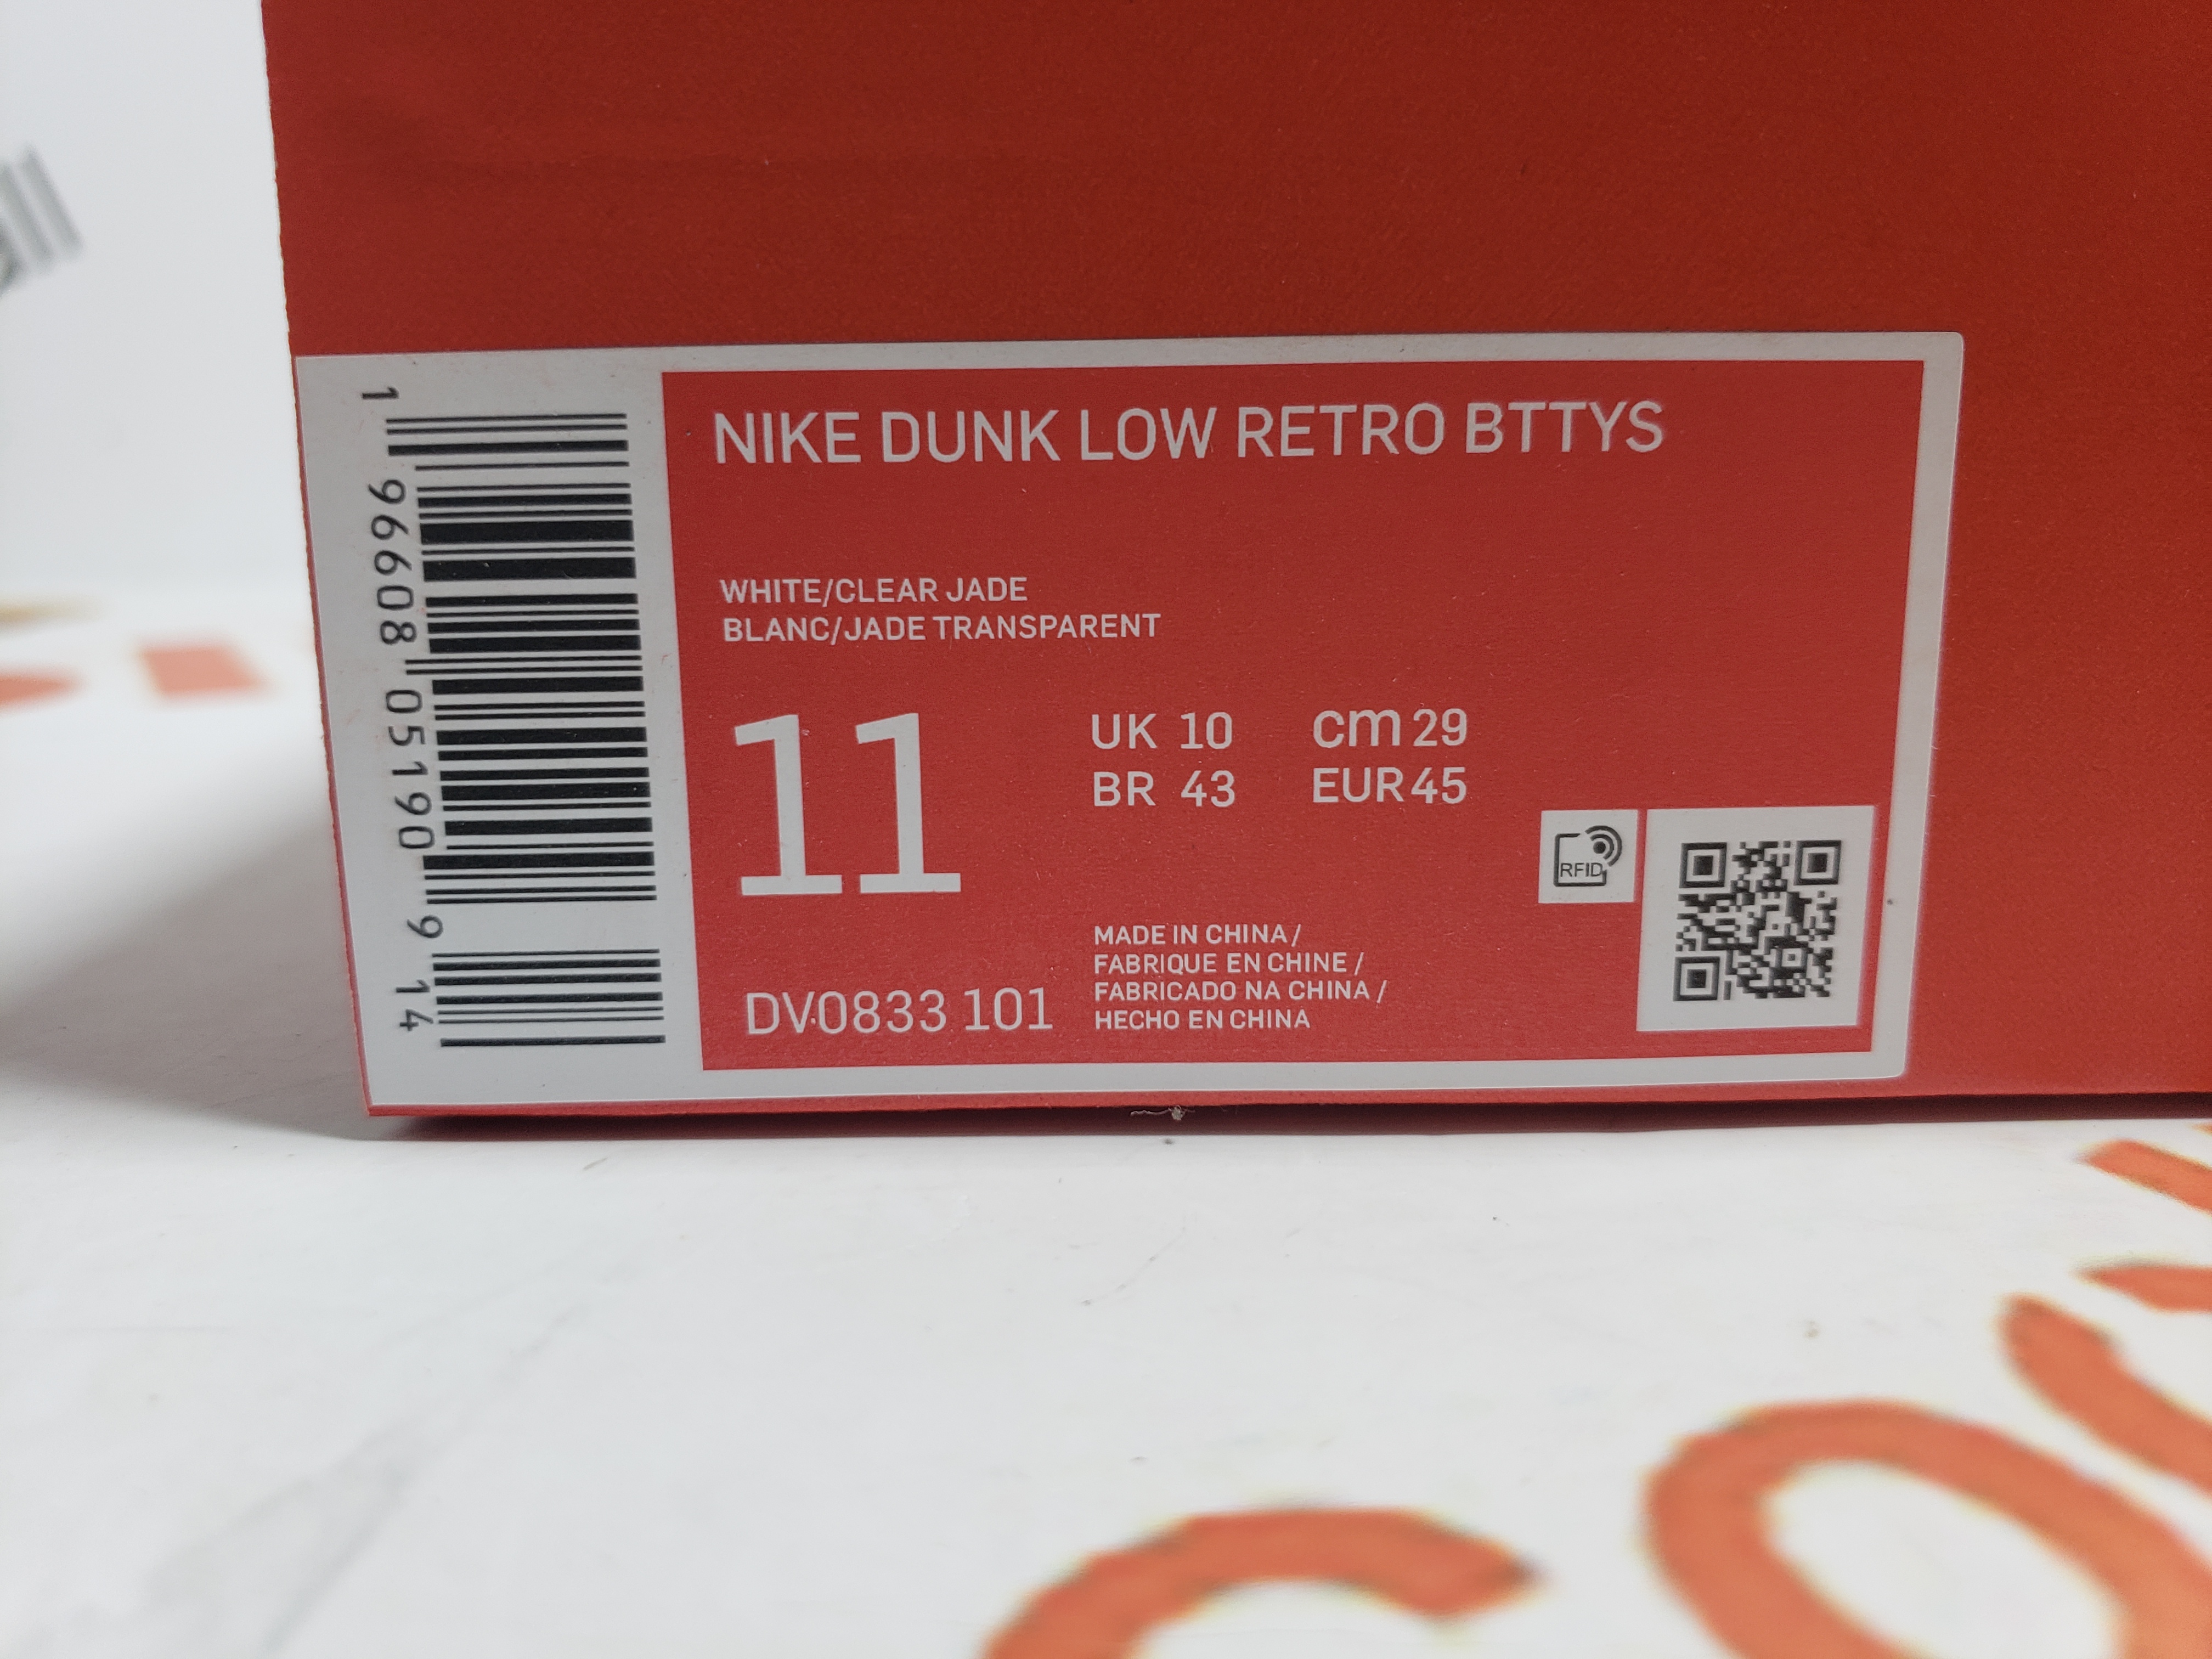 NIKE DUNK LOW RETRO BTTYS
WHITE/CLEAR JADE
BLANC/JADE TRANSPARENT
11
UK 10 cm 29
BR 43 EUR 45
RFID
MADE IN CHINA /
FABRIQUE EN CHINE /
FABRICADO NA CHINA /
HECHO EN CHINA
DV0833 101
1 96608 05190 9 14